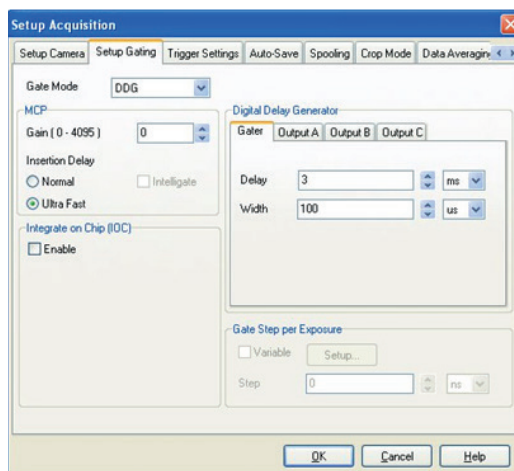 Setup Acquisition
Setup Camera Setup Gating Trigger Settings Auto-Save Spooling Crop Mode Data Averaging
Gate Mode DDG
MCP
Gain ( 0 - 4095 ) 0
Insertion Delay
Normal Intelligate
Ultra Fast
Integrate on Chip (IOC)
Enable
Digital Delay Generator
Gater Output A Output B Output C
Delay 3 ms
Width 100 us
Gate Step per Exposure
Variable Setup...
Step 0 ns
OK Cancel Help